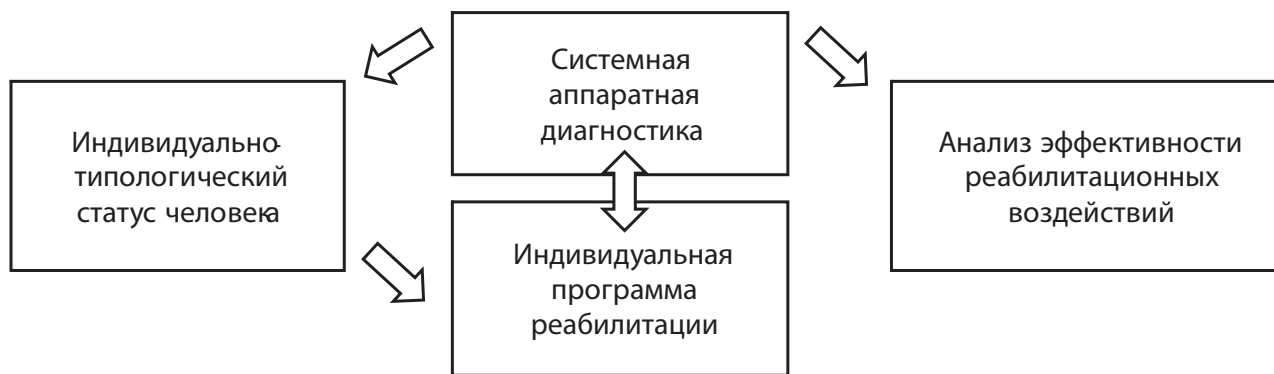 Системная
аппаратная
диагностика
Индивидуально-
типологический
статус человека
Анализ эффективности
реабилитационных
воздействий
Индивидуальная
программа
реабилитации